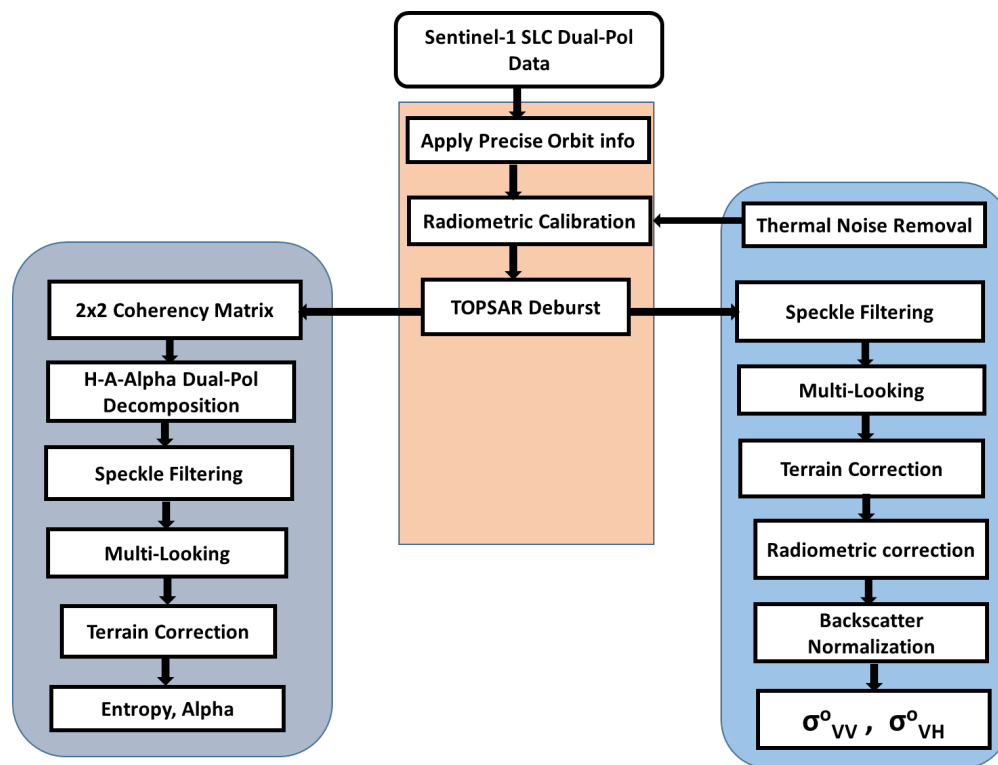 Sentinel-1 SLC Dual-Pol
Data
Apply Precise Orbit info
Radiometric Calibration
TOPSAR Deburst
2x2 Coherency Matrix
H-A-Alpha Dual-Pol
Decomposition
Speckle Filtering
Multi-Looking
Terrain Correction
Entropy, Alpha
Thermal Noise Removal
Speckle Filtering
Multi-Looking
Terrain Correction
Radiometric correction
Backscatter
Normalization
σ⁰VV , σ⁰VH